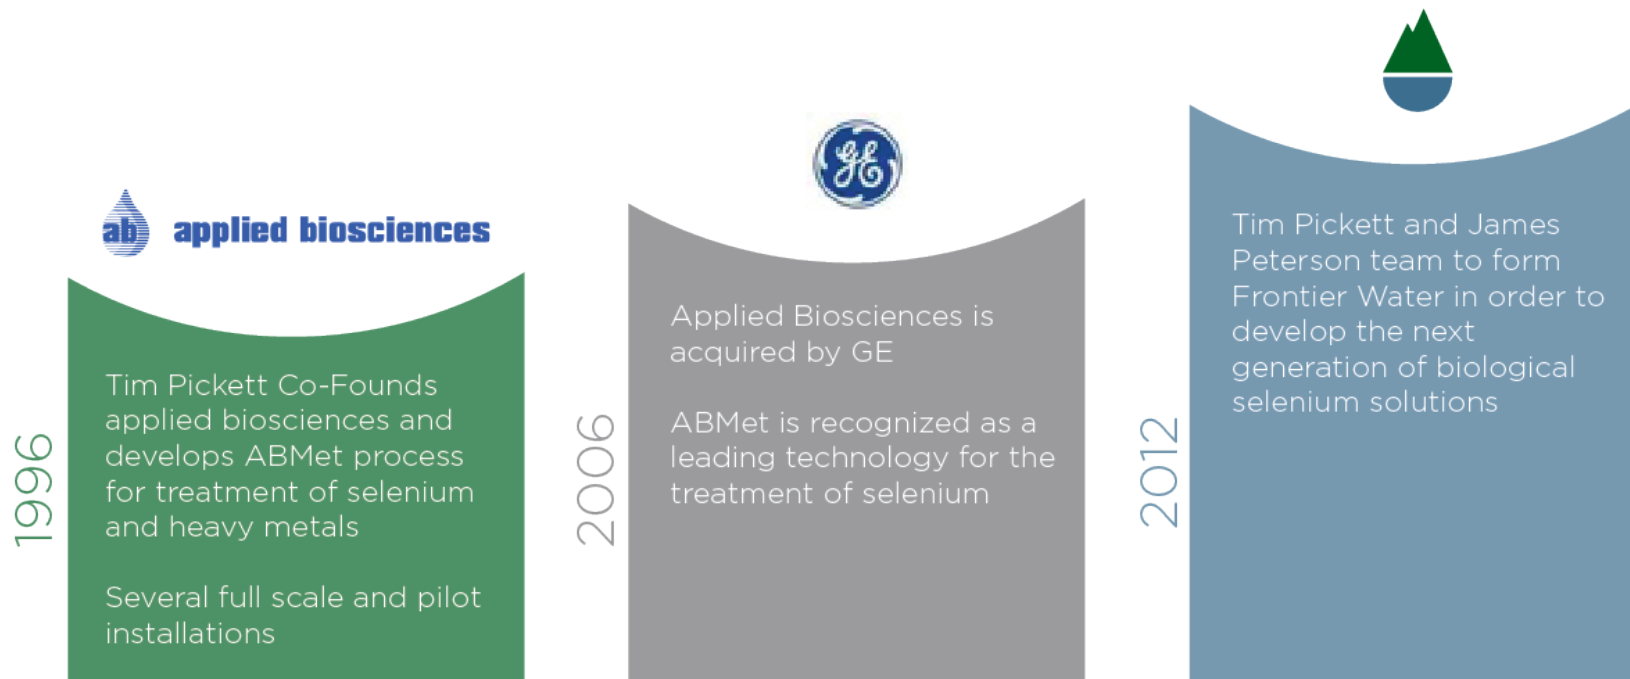 ab applied biosciences
1996
Tim Pickett Co-Founds
applied biosciences and
develops ABMet process
for treatment of selenium
and heavy metals
Several full scale and pilot
installations
GE
2006
Applied Biosciences is
acquired by GE
ABMet is recognized as a
leading technology for the
treatment of selenium
2012
Tim Pickett and James
Peterson team to form
Frontier Water in order to
develop the next
generation of biological
selenium solutions